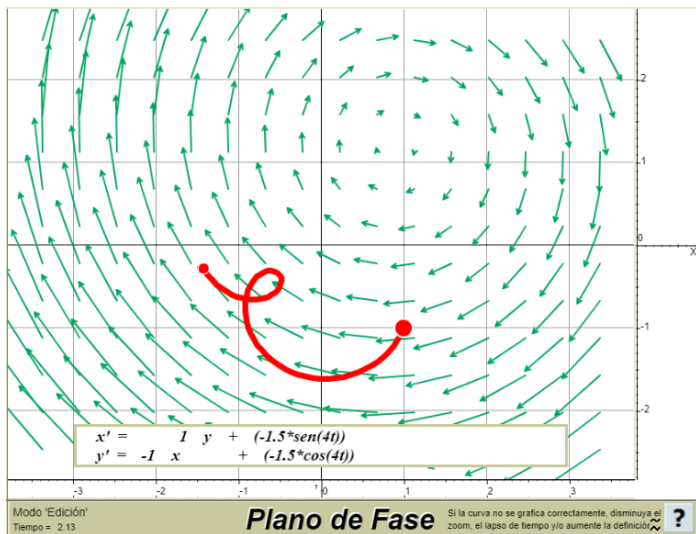 2
1
0
X
-1
-2
x' = 1 y + (-1.5*sen(4t))
y' = -1 x + (-1.5*cos(4t))
-3 -2 -1 0 1 2 3
Modo 'Edición'
Tiempo = 2.13
Plano de Fase
Si la curva no se grafica correctamente, disminuya el
zoom, el lapso de tiempo y/o aumente la definición
?